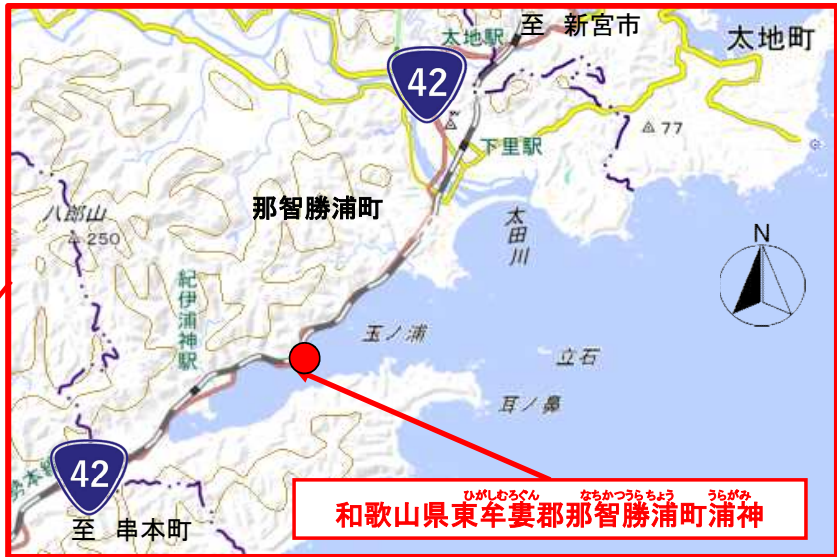 至 新宮市
太地駅
太地町
42
77
下里駅
那智勝浦町
八郎山
250
太田川
N
紀伊浦神駅
玉ノ浦
立石
耳ノ鼻
勢本線
42
至 串本町
ひがしむろぐん なちかつうらちょう うらがみ
和歌山県東牟婁郡那智勝浦町浦神